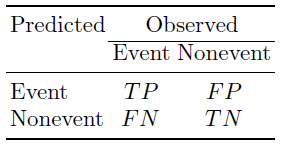 Predicted Observed
Event Nonevent
Event TP FP
Nonevent FN TN